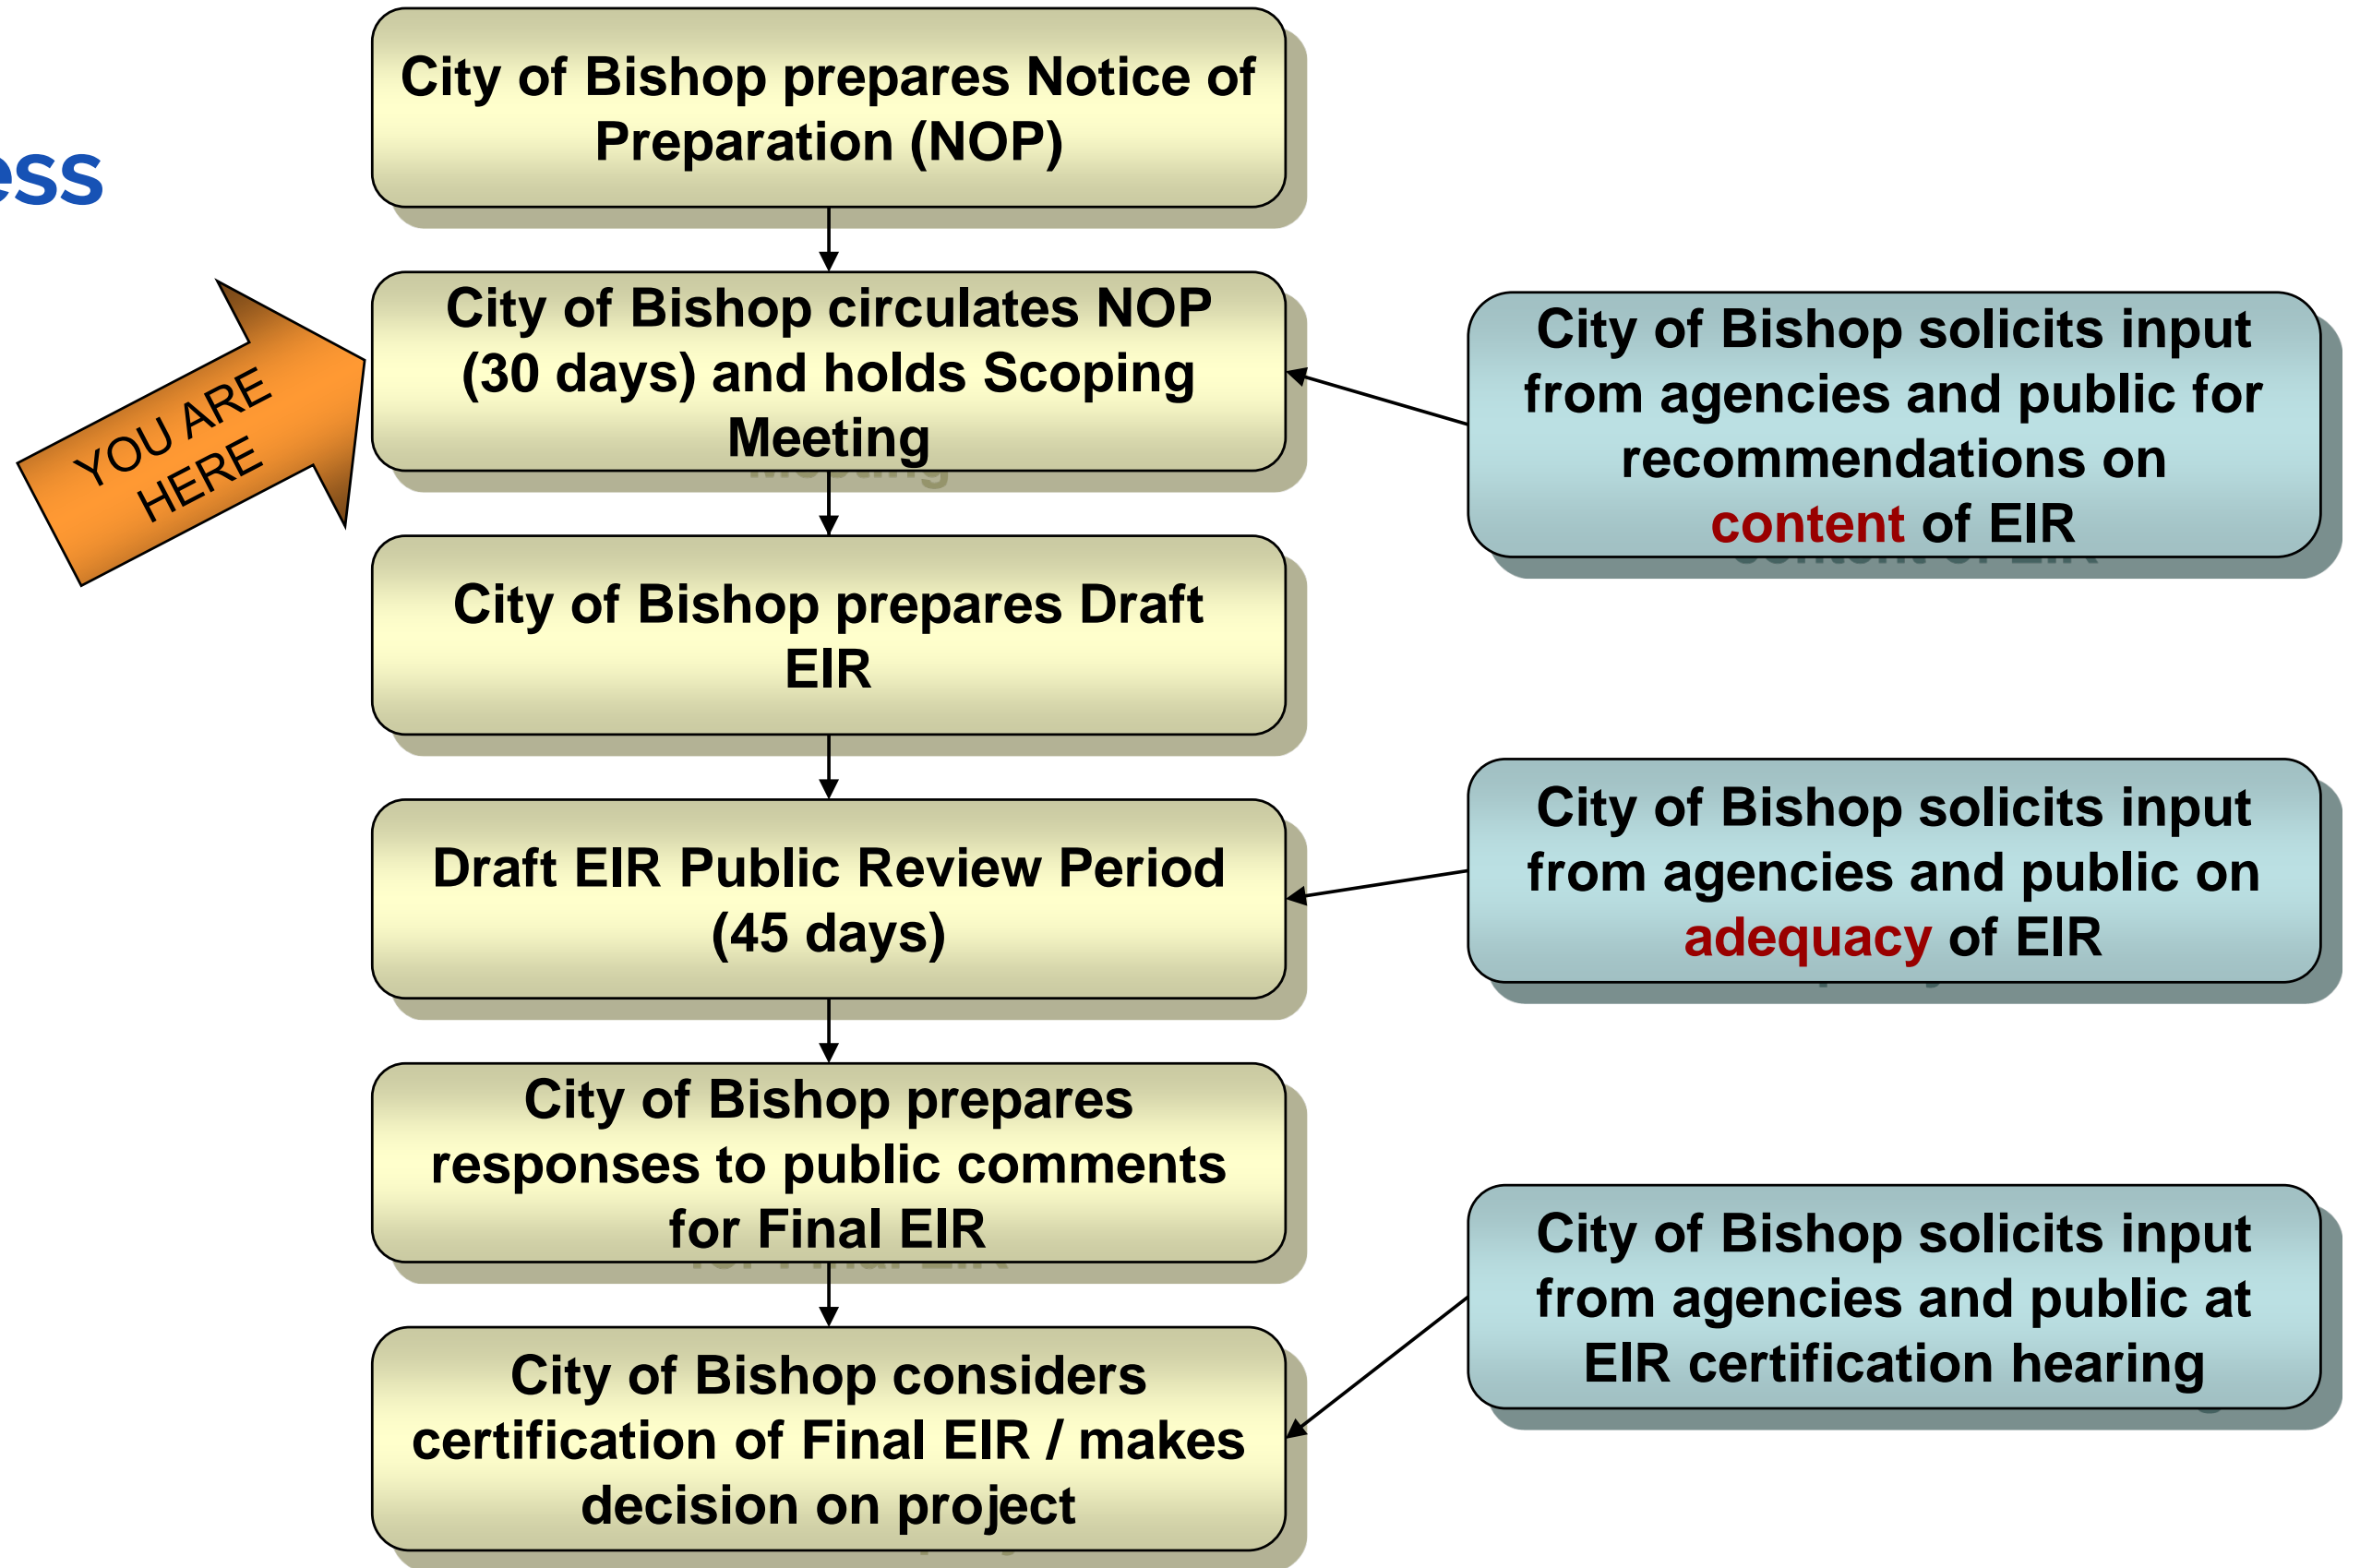 ess
City of Bishop prepares Notice of
Preparation (NOP)
YOU ARE
HERE
City of Bishop circulates NOP
(30 days) and holds Scoping
Meeting
City of Bishop solicits input
from agencies and public for
recommendations on
content of EIR
City of Bishop prepares Draft
EIR
Draft EIR Public Review Period
(45 days)
City of Bishop solicits input
from agencies and public on
adequacy of EIR
City of Bishop prepares
responses to public comments
for Final EIR
City of Bishop solicits input
from agencies and public at
EIR certification hearing
City of Bishop considers
certification of Final EIR / makes
decision on project